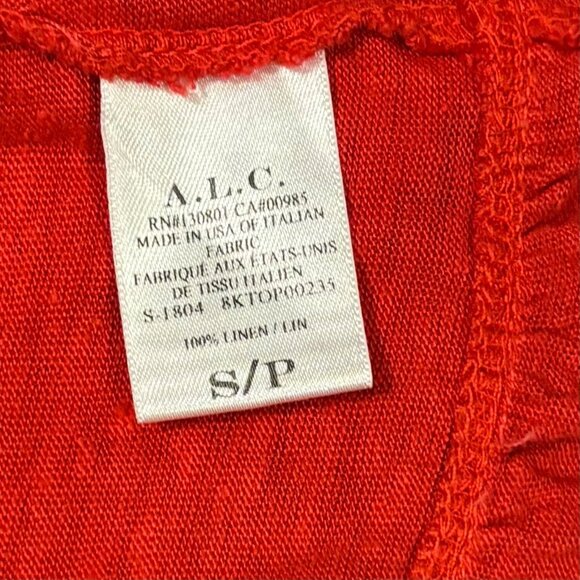 A.L.C.
RN#130801 CA#00985
MADE IN USA OF ITALIAN
FABRIC
FABRIQUE AUX ÉTATS-UNIS
DE TISSU ITALIEN
S-1804 8KTOP00235
100% LINEN / LIN
S/P